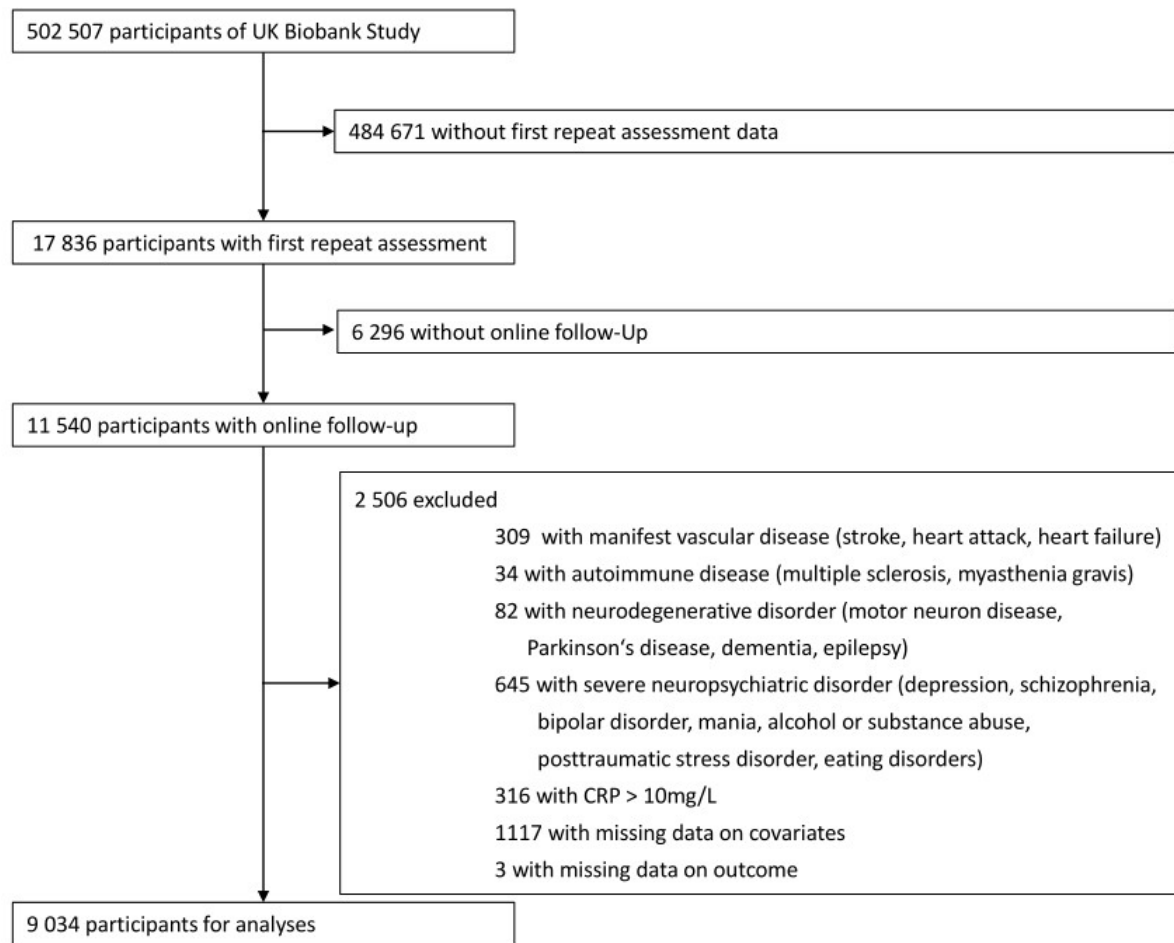 502 507 participants of UK Biobank Study
484 671 without first repeat assessment data
17 836 participants with first repeat assessment
6 296 without online follow-Up
11 540 participants with online follow-up
2 506 excluded
309 with manifest vascular disease (stroke, heart attack, heart failure)
34 with autoimmune disease (multiple sclerosis, myasthenia gravis)
82 with neurodegenerative disorder (motor neuron disease,
Parkinson‘s disease, dementia, epilepsy)
645 with severe neuropsychiatric disorder (depression, schizophrenia,
bipolar disorder, mania, alcohol or substance abuse,
posttraumatic stress disorder, eating disorders)
316 with CRP > 10mg/L
1117 with missing data on covariates
3 with missing data on outcome
9 034 participants for analyses